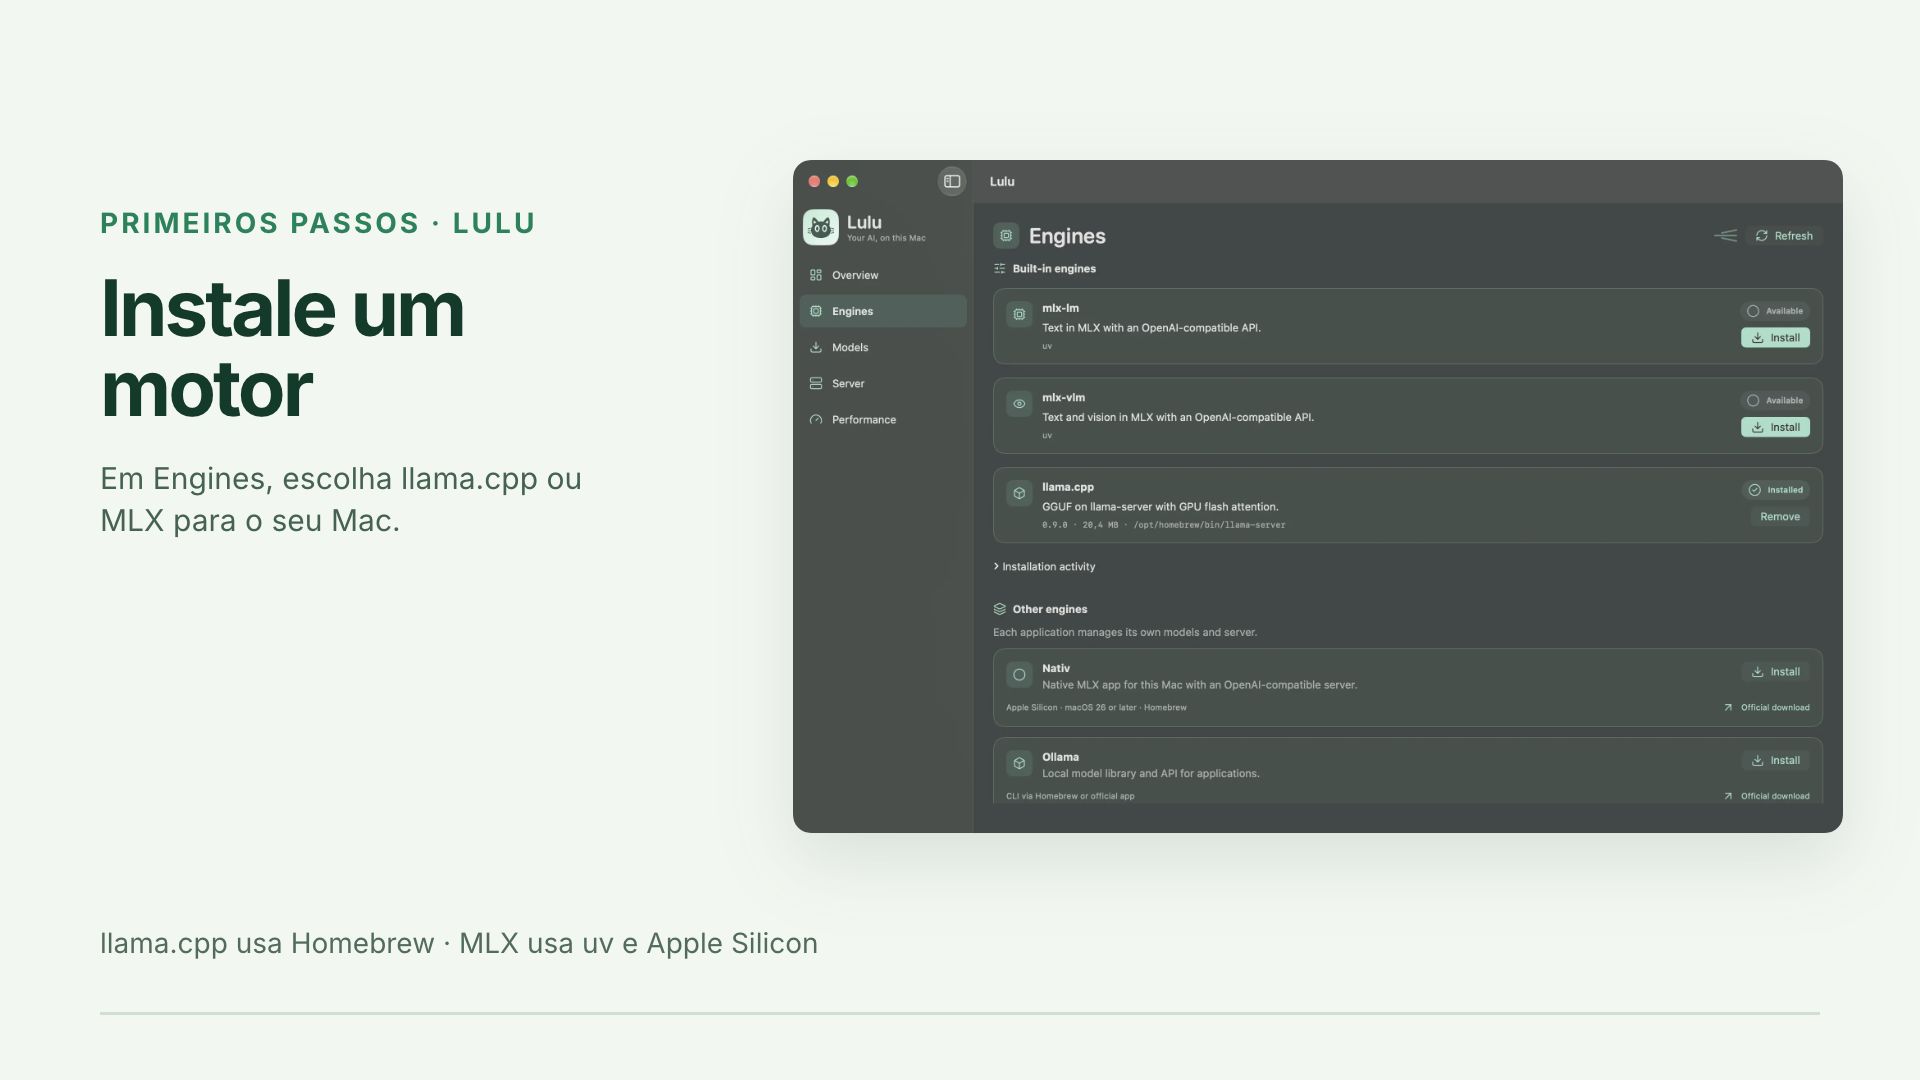 PRIMEIROS PASSOS · LULU
Instale um
motor
Em Engines, escolha llama.cpp ou
MLX para o seu Mac.
Lulu
Your AI, on this Mac
Overview
Engines
Models
Server
Performance
Lulu
Engines
Refresh
Built-in engines
mlx-lm
Text in MLX with an OpenAI-compatible API.
uv
Available
Install
mlx-vlm
Text and vision in MLX with an OpenAI-compatible API.
uv
Available
Install
llama.cpp
GGUF on llama-server with GPU flash attention.
0.9.0 · 20,4 MB · /opt/homebrew/bin/llama-server
Installed
Remove
Installation activity
Other engines
Each application manages its own models and server.
Nativ
Native MLX app for this Mac with an OpenAI-compatible server.
Apple Silicon · macOS 26 or later · Homebrew
Install
Official download
Ollama
Local model library and API for applications.
CLI via Homebrew or official app
Install
Official download
llama.cpp usa Homebrew · MLX usa uv e Apple Silicon